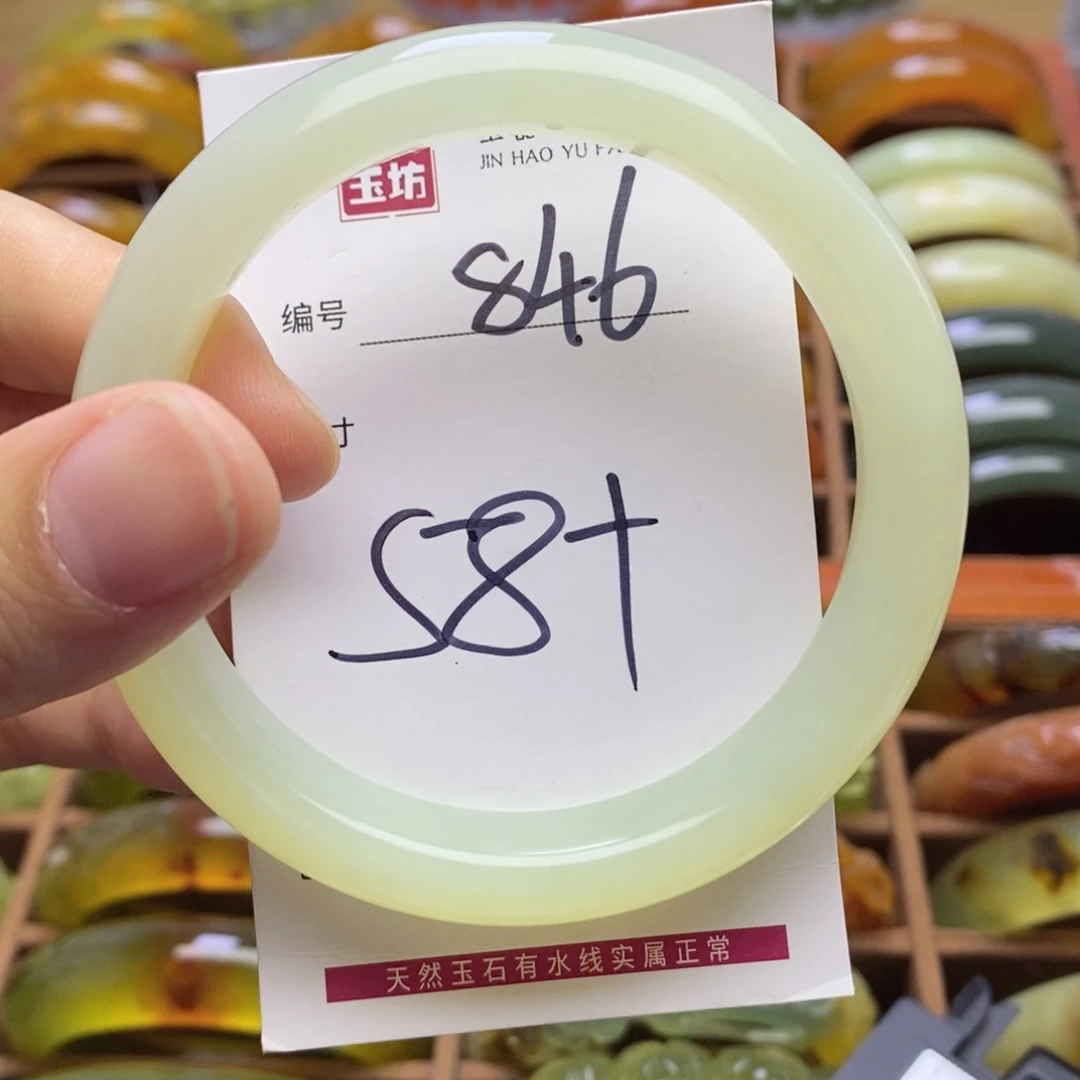 玉坊
JIN HAO YU
编号 846
寸
58+
天然玉石有水线实属正常